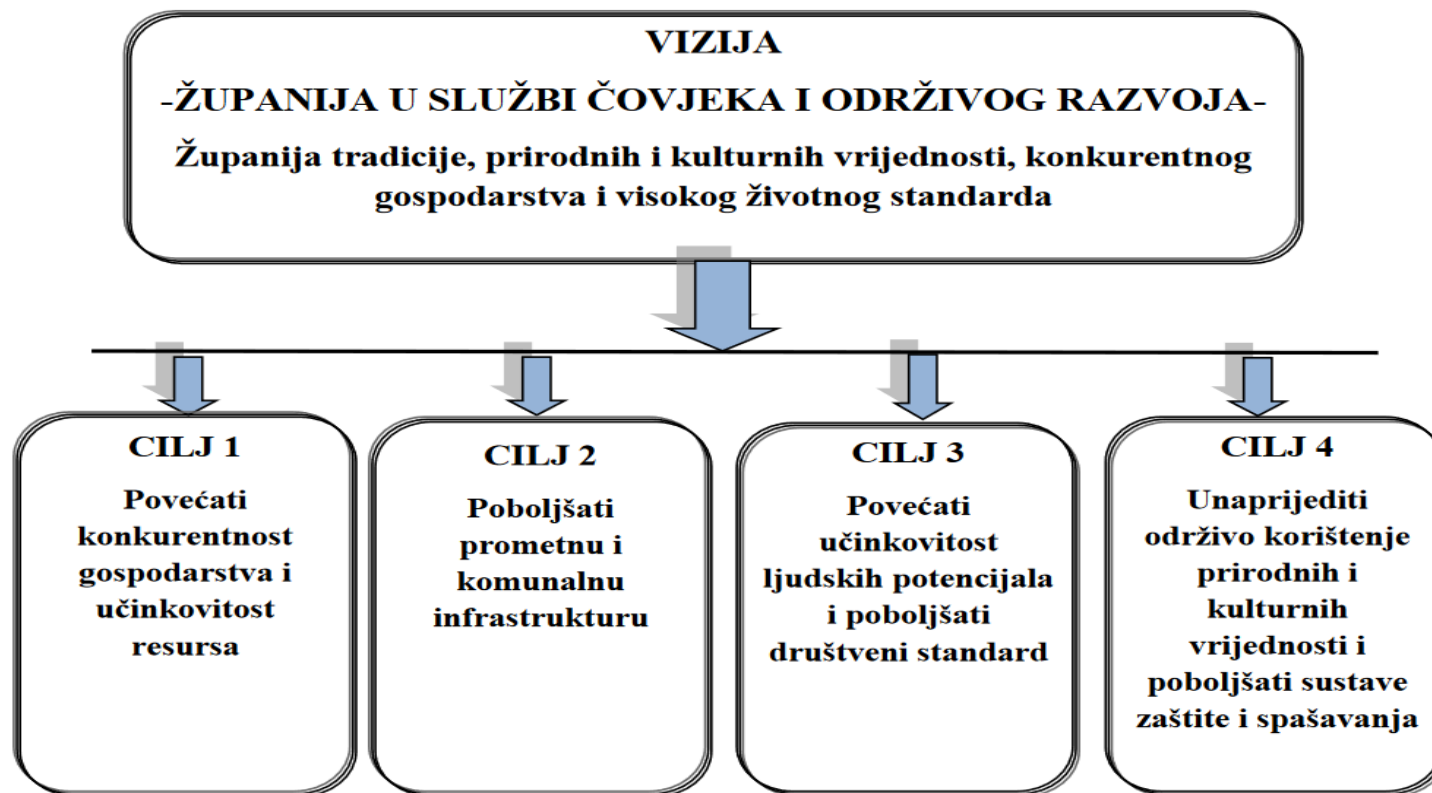 VIZIJA
-ŽUPANIJA U SLUŽBI ČOVJEKA I ODRŽIVOG RAZVOJA-
Županija tradicije, prirodnih i kulturnih vrijednosti, konkurentnog
gospodarstva i visokog životnog standarda
CILJ 1
Povećati
konkurentnost
gospodarstva i
učinkovitost
resursa
CILJ 2
Poboljšati
prometnu i
komunalnu
infrastrukturu
CILJ 3
Povećati
učinkovitost
ljudskih potencijala
i poboljšati
društveni standard
CILJ 4
Unaprijediti
održivo korištenje
prirodnih i
kulturnih
vrijednosti i
poboljšati sustave
zaštite i spašavanja